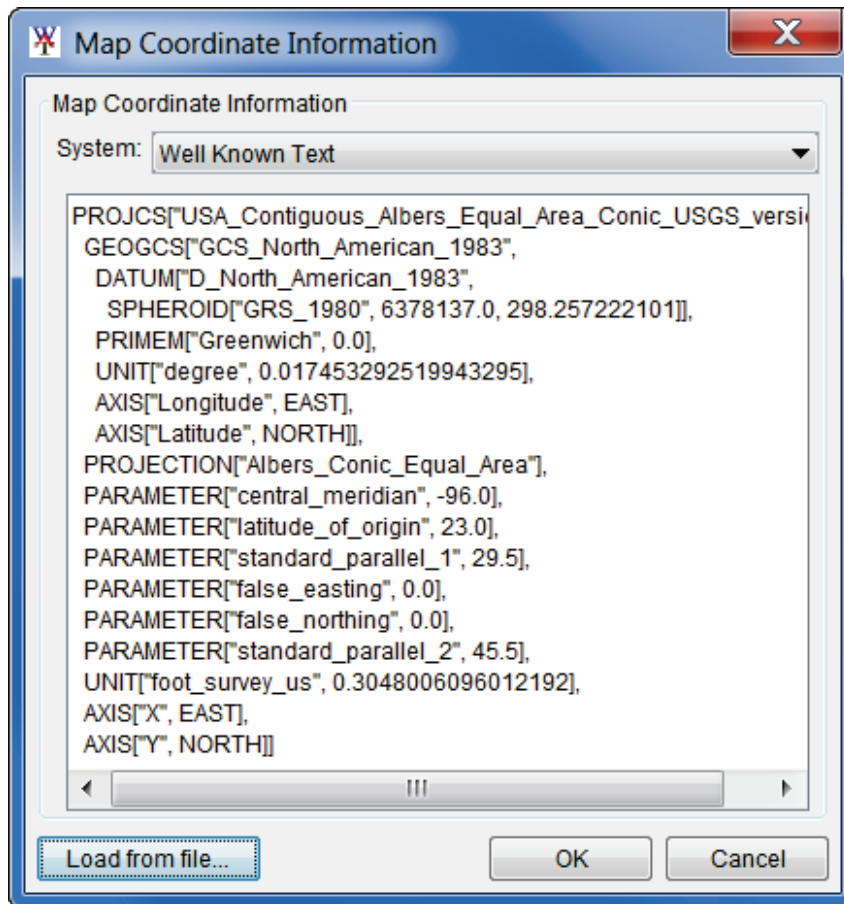 Map Coordinate Information
Map Coordinate Information
System: Well Known Text
PROJCS["USA_Contiguous_Albers_Equal_Area_Conic_USGS_versi
GEOGCS["GCS_North_American_1983",
DATUM["D_North_American_1983",
SPHEROID["GRS_1980", 6378137.0, 298.257222101]],
PRIMEM["Greenwich", 0.0],
UNIT["degree", 0.017453292519943295],
AXIS["Longitude", EAST],
AXIS["Latitude", NORTH]],
PROJECTION["Albers_Conic_Equal_Area"],
PARAMETER["central_meridian", -96.0],
PARAMETER["latitude_of_origin", 23.0],
PARAMETER["standard_parallel_1", 29.5],
PARAMETER["false_easting", 0.0],
PARAMETER["false_northing", 0.0],
PARAMETER["standard_parallel_2", 45.5],
UNIT["foot_survey_us", 0.3048006096012192],
AXIS["X", EAST],
AXIS["Y", NORTH]]
Load from file... OK Cancel